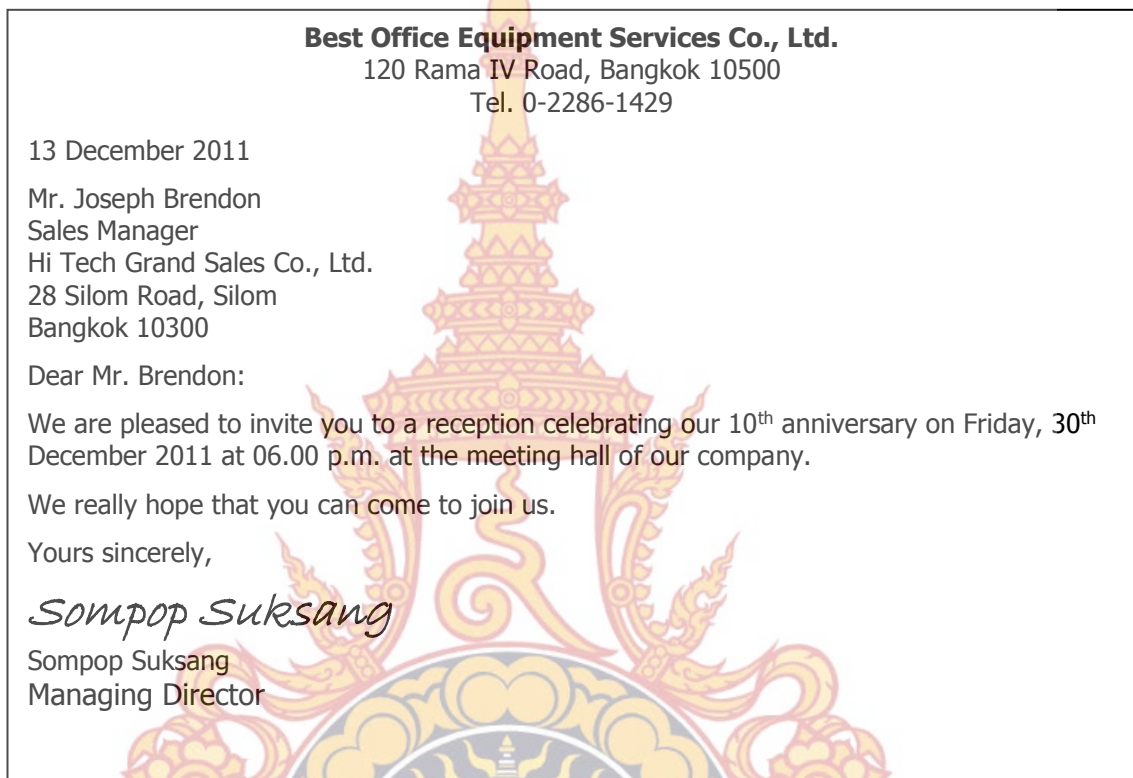 Best Office Equipment Services Co., Ltd.
120 Rama IV Road, Bangkok 10500
Tel. 0-2286-1429
13 December 2011
Mr. Joseph Brendon
Sales Manager
Hi Tech Grand Sales Co., Ltd.
28 Silom Road, Silom
Bangkok 10300
Dear Mr. Brendon:
We are pleased to invite you to a reception celebrating our 10th anniversary on Friday, 30th
December 2011 at 06.00 p.m. at the meeting hall of our company.
We really hope that you can come to join us.
Yours sincerely,
Sompop Suksang
Sompop Suksang
Managing Director